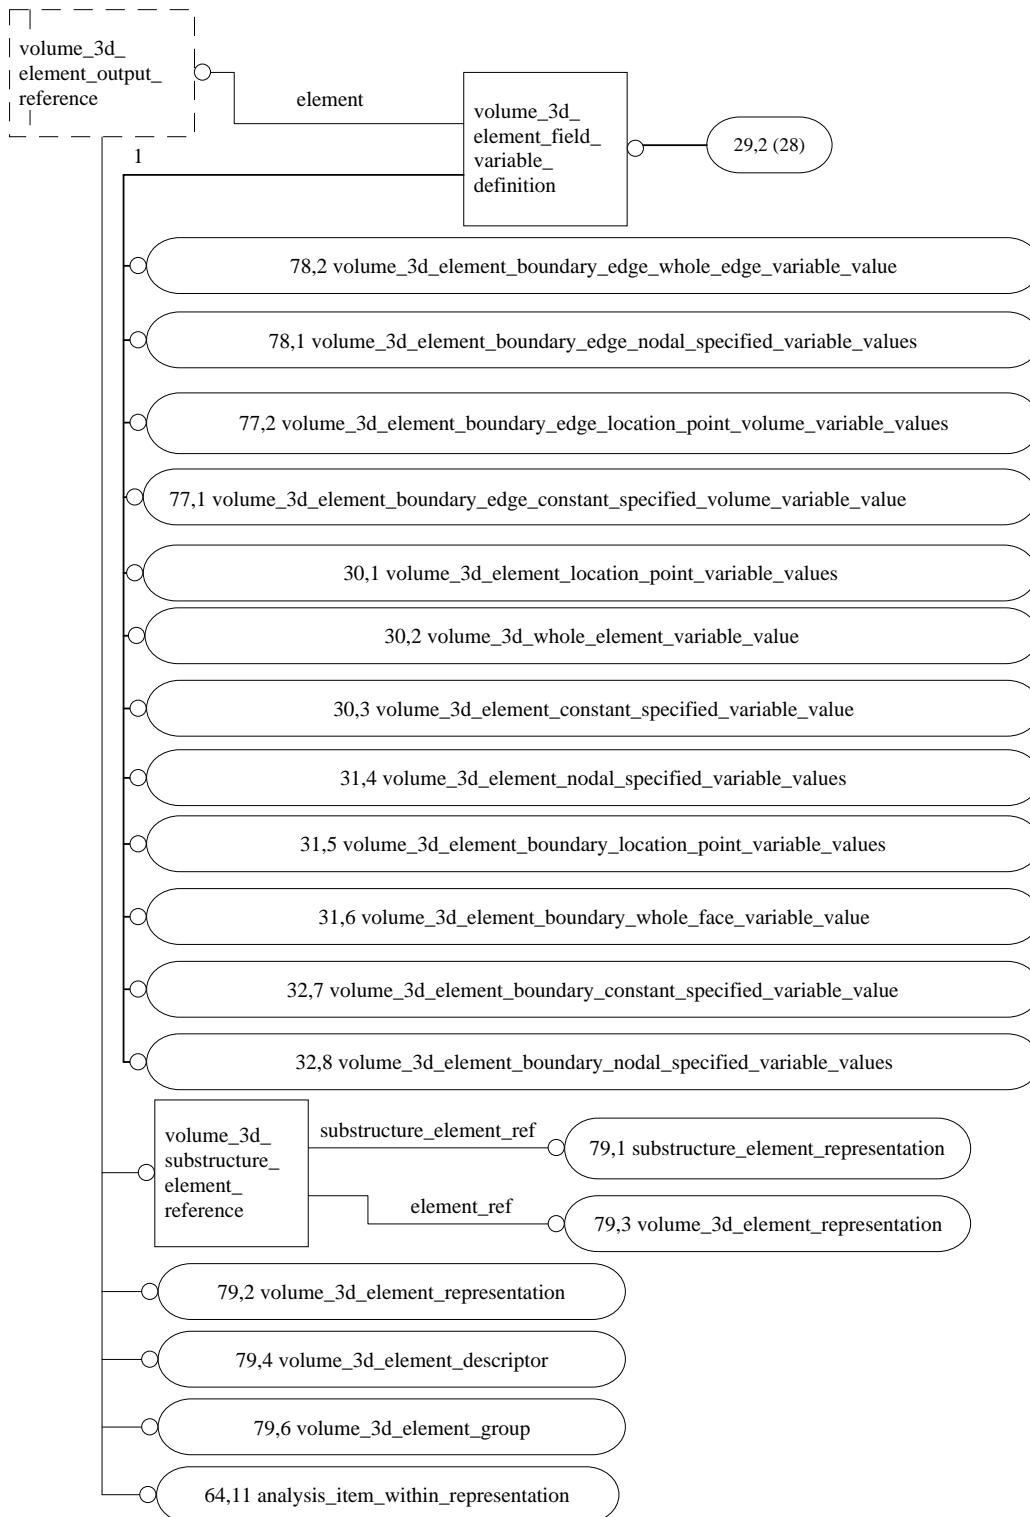 volume_3d_
element_output_
reference
element
volume_3d_
element_field_
variable_
definition
29,2 (28)
1
78,2 volume_3d_element_boundary_edge_whole_edge_variable_value
78,1 volume_3d_element_boundary_edge_nodal_specified_variable_values
77,2 volume_3d_element_boundary_edge_location_point_volume_variable_values
77,1 volume_3d_element_boundary_edge_constant_specified_volume_variable_value
30,1 volume_3d_element_location_point_variable_values
30,2 volume_3d_whole_element_variable_value
30,3 volume_3d_element_constant_specified_variable_value
31,4 volume_3d_element_nodal_specified_variable_values
31,5 volume_3d_element_boundary_location_point_variable_values
31,6 volume_3d_element_boundary_whole_face_variable_value
32,7 volume_3d_element_boundary_constant_specified_variable_value
32,8 volume_3d_element_boundary_nodal_specified_variable_values
volume_3d_
substructure_
element_
reference
substructure_element_ref
79,1 substructure_element_representation
element_ref
79,3 volume_3d_element_representation
79,2 volume_3d_element_representation
79,4 volume_3d_element_descriptor
79,6 volume_3d_element_group
64,11 analysis_item_within_representation